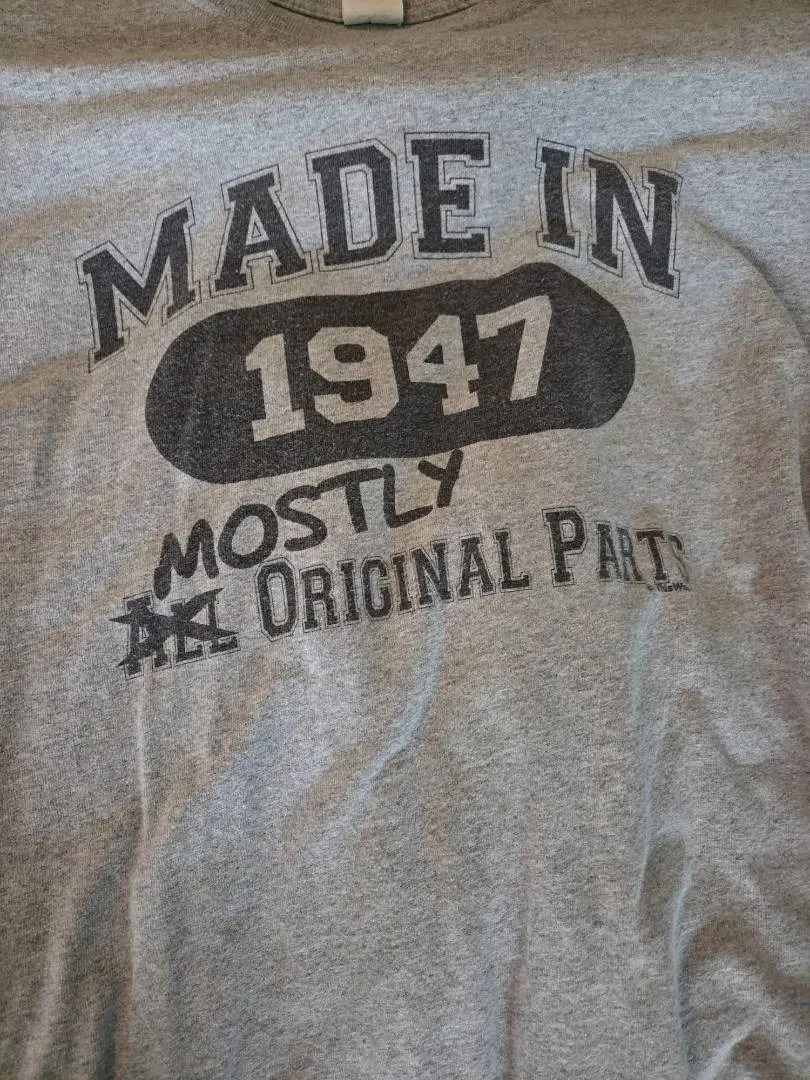 MADE IN
1947
MOSTLY
ALL ORIGINAL PARTS